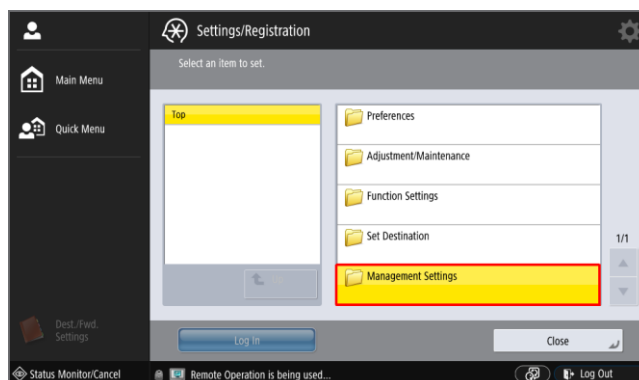 Settings/Registration
Select an item to set.
Main Menu
Quick Menu
Top
Preferences
Adjustment/Maintenance
Function Settings
Set Destination
Management Settings
1/1
Dest./Fwd.
Settings
Log In
Close
Status Monitor/Cancel
Remote Operation is being used...
Log Out